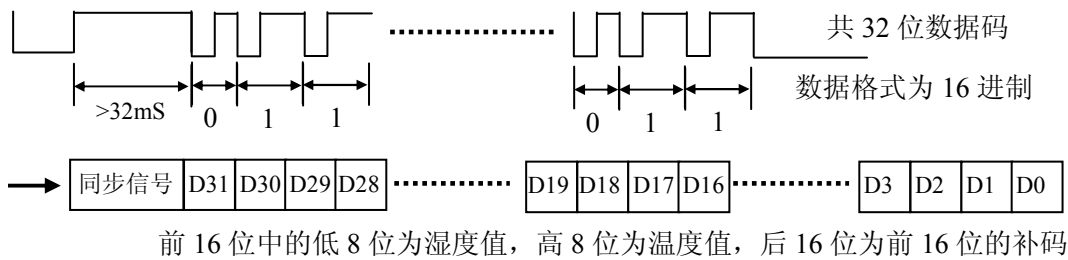 共 32 位数据码
数据格式为 16 进制
>32mS 0 1 1 0 1 1
同步信号 D31 D30 D29 D28 D19 D18 D17 D16 D3 D2 D1 D0
前 16 位中的低 8 位为湿度值，高 8 位为温度值，后 16 位为前 16 位的补码